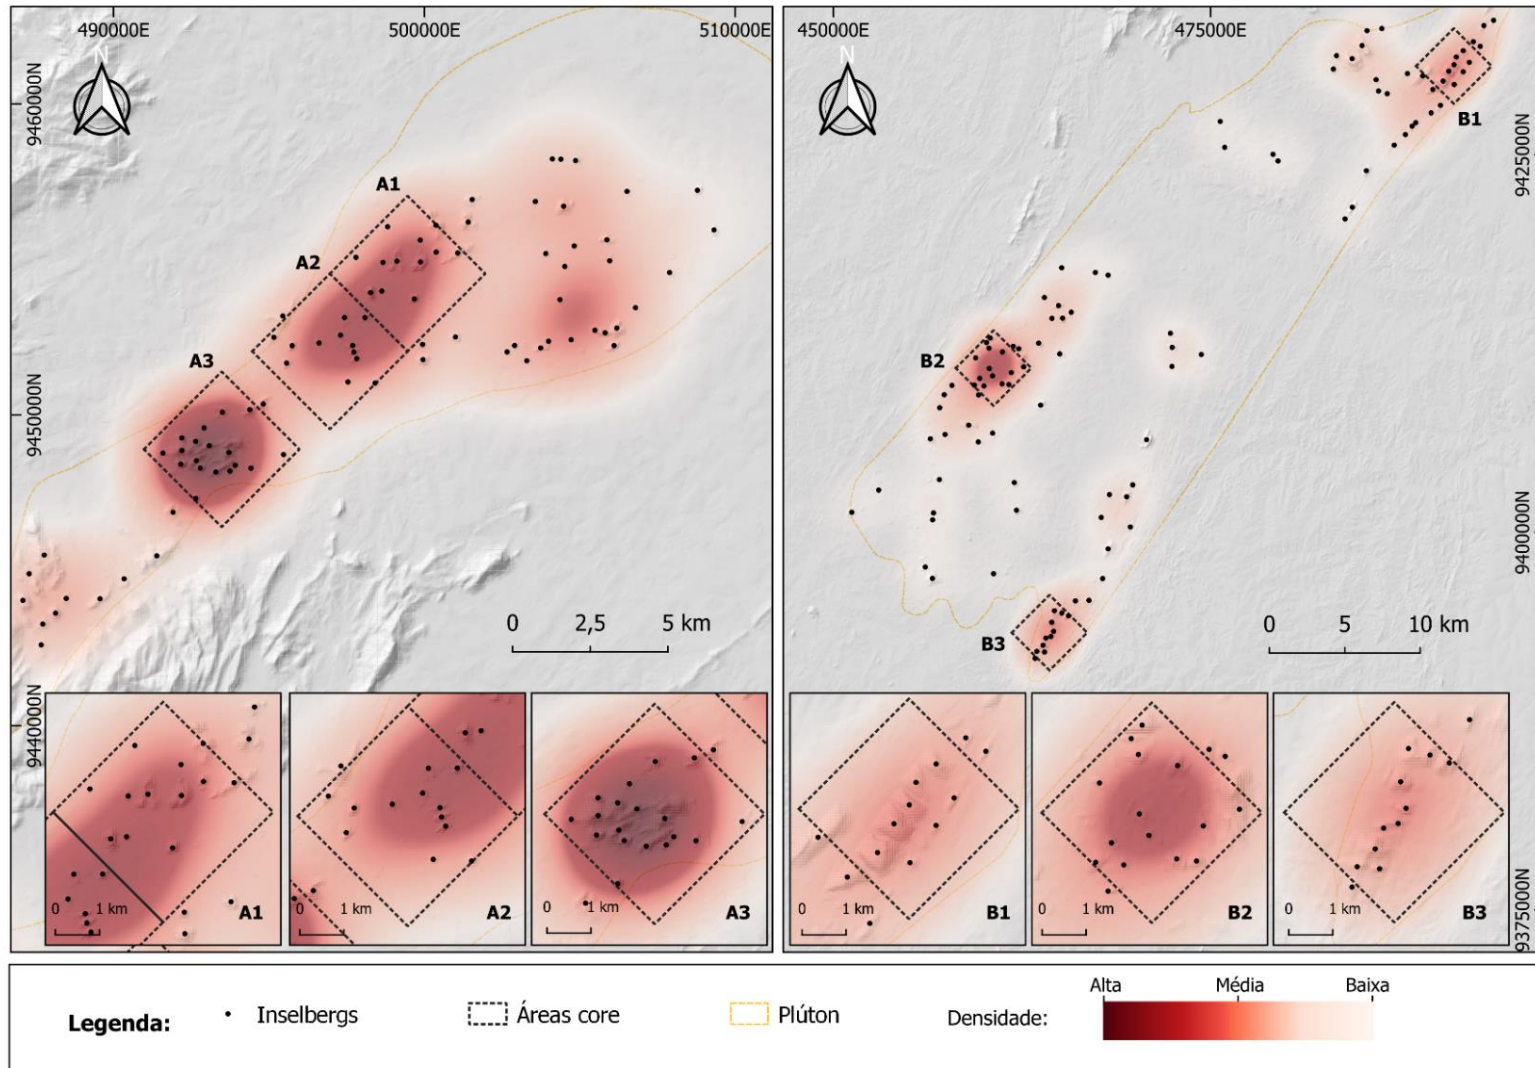 490000E 500000E 510000E
N
9460000N
A1
A2
A3
9450000N
0 2,5 5 km
9440000N
0 1 km A1
0 1 km A2
0 1 km A3
450000E 475000E
N
B1
9425000N
B2
9400000N
B3
0 5 10 km
0 1 km B1
0 1 km B2
0 1 km B3
9375000N
Legenda: Inselbergs Áreas core Plúton Densidade: Alta Média Baixa